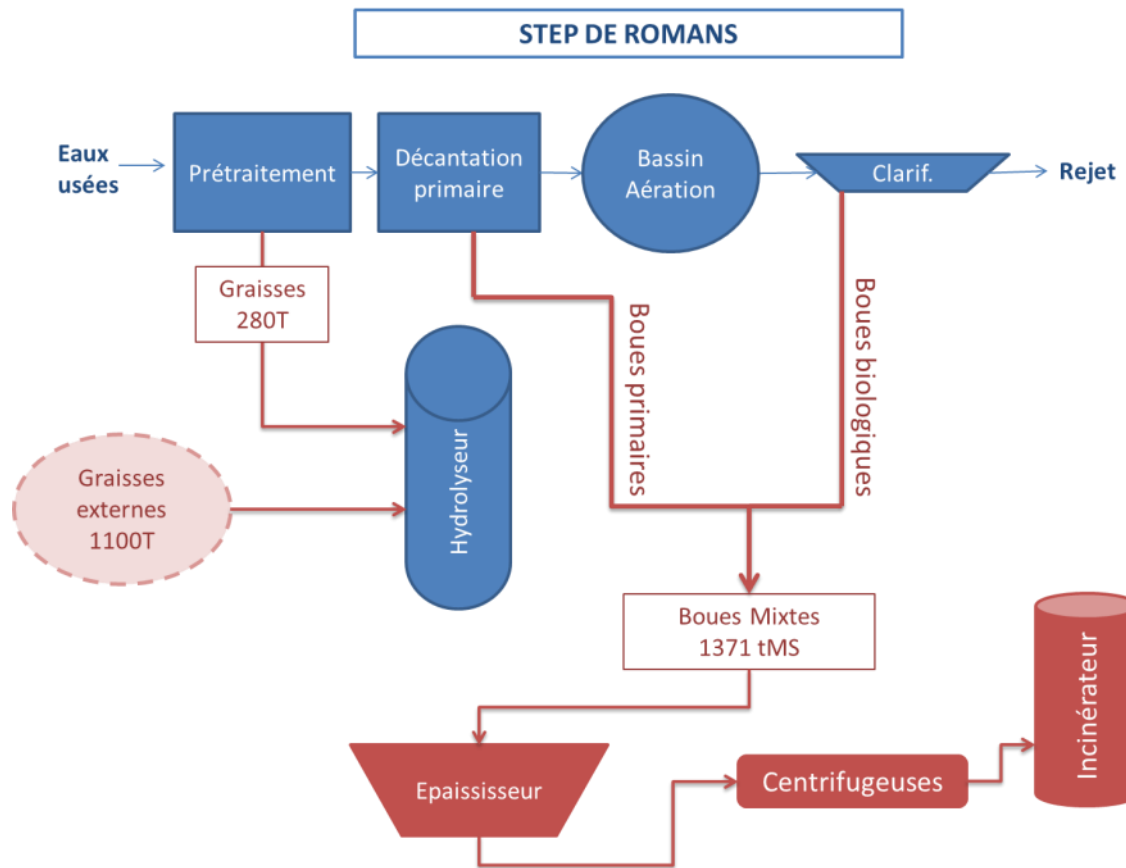 STEP DE ROMANS
Eaux
usées
Prétraitement
Décantation
primaire
Bassin
Aération
Clarif.
Rejet
Graisses
280T
Boues primaires
Boues biologiques
Hydrolyseur
Graisses
externes
1100T
Boues Mixtes
1371 tMS
Epaississeur
Centrifugeuses
Incinérateur